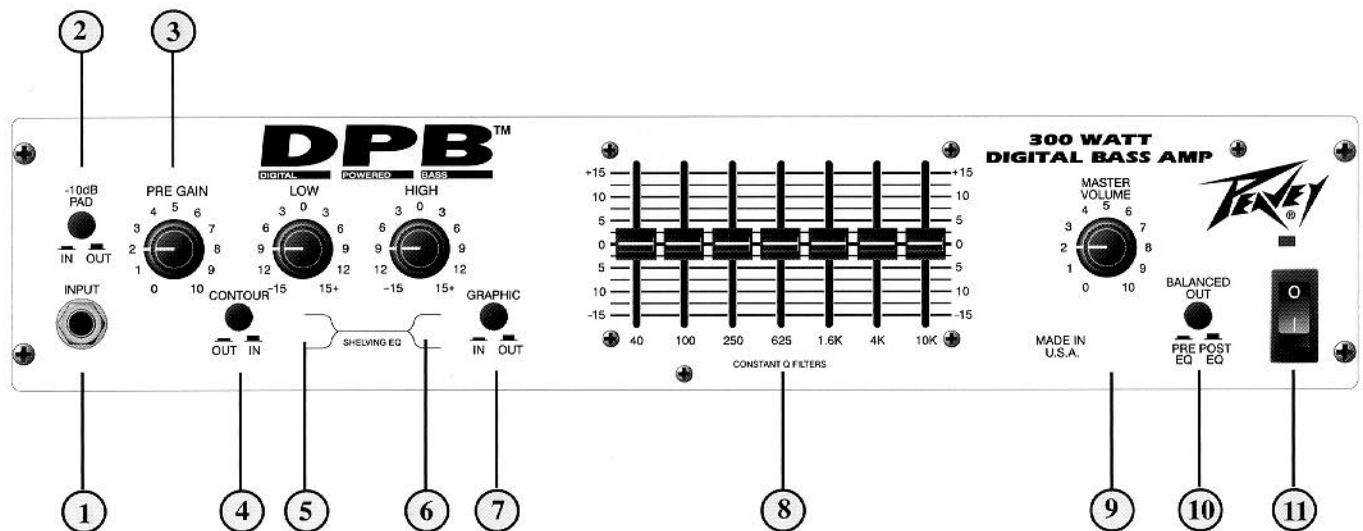 2
3
DPB™
DIGITAL POWERED BASS
300 WATT
DIGITAL BASS AMP
PEAVEY®
-10dB
PAD
IN OUT
PRE GAIN
0 1 2 3 4 5 6 7 8 9 10
LOW
-15 12 9 6 3 0 3 6 9 12 15+
HIGH
-15 12 9 6 3 0 3 6 9 12 15+
INPUT
CONTOUR
OUT IN
SHELVING EQ
GRAPHIC
IN OUT
+15 +15
10 10
5 5
0 0
5 5
10 10
-15 -15
40 100 250 625 1.6K 4K 10K
CONSTANT Q FILTERS
MASTER
VOLUME
0 1 2 3 4 5 6 7 8 9 10
MADE IN
U.S.A.
BALANCED
OUT
PRE POST
EQ EQ
O
I
1
4
5
6
7
8
9
10
11